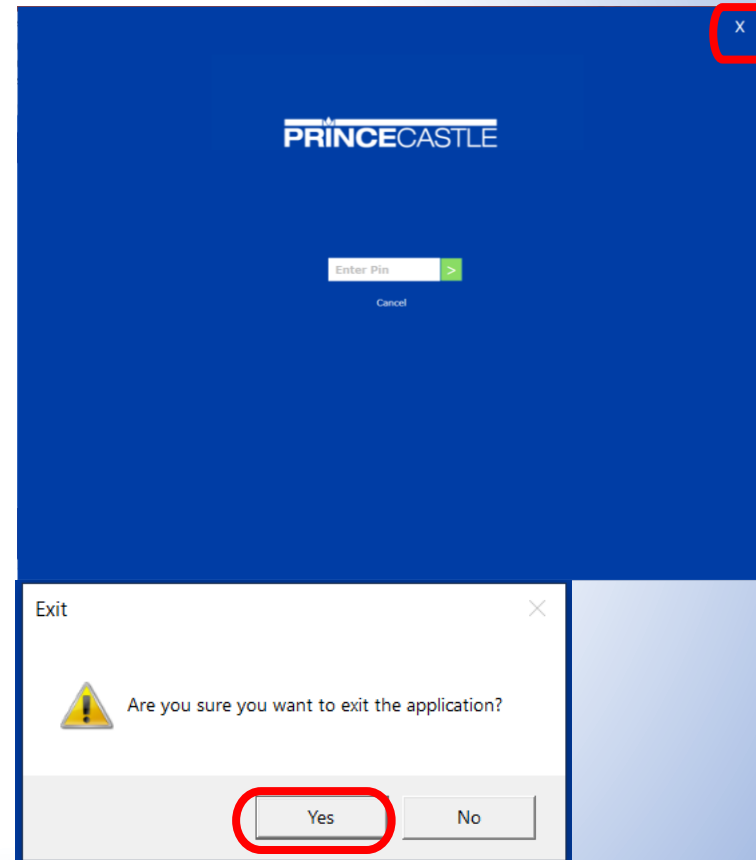 X
PRINCECASTLE
Enter Pin >
Cancel
Exit
Are you sure you want to exit the application?
Yes No